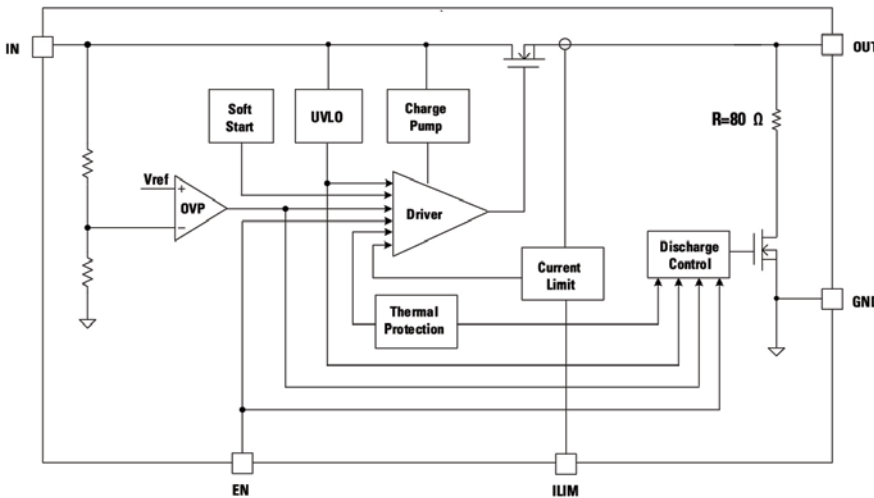 IN
OUT
Soft
Start
UVLO
Charge
Pump
R=80 Ω
Vref
+
OVP
−
Driver
Discharge
Control
Current
Limit
Thermal
Protection
GND
EN
ILIM